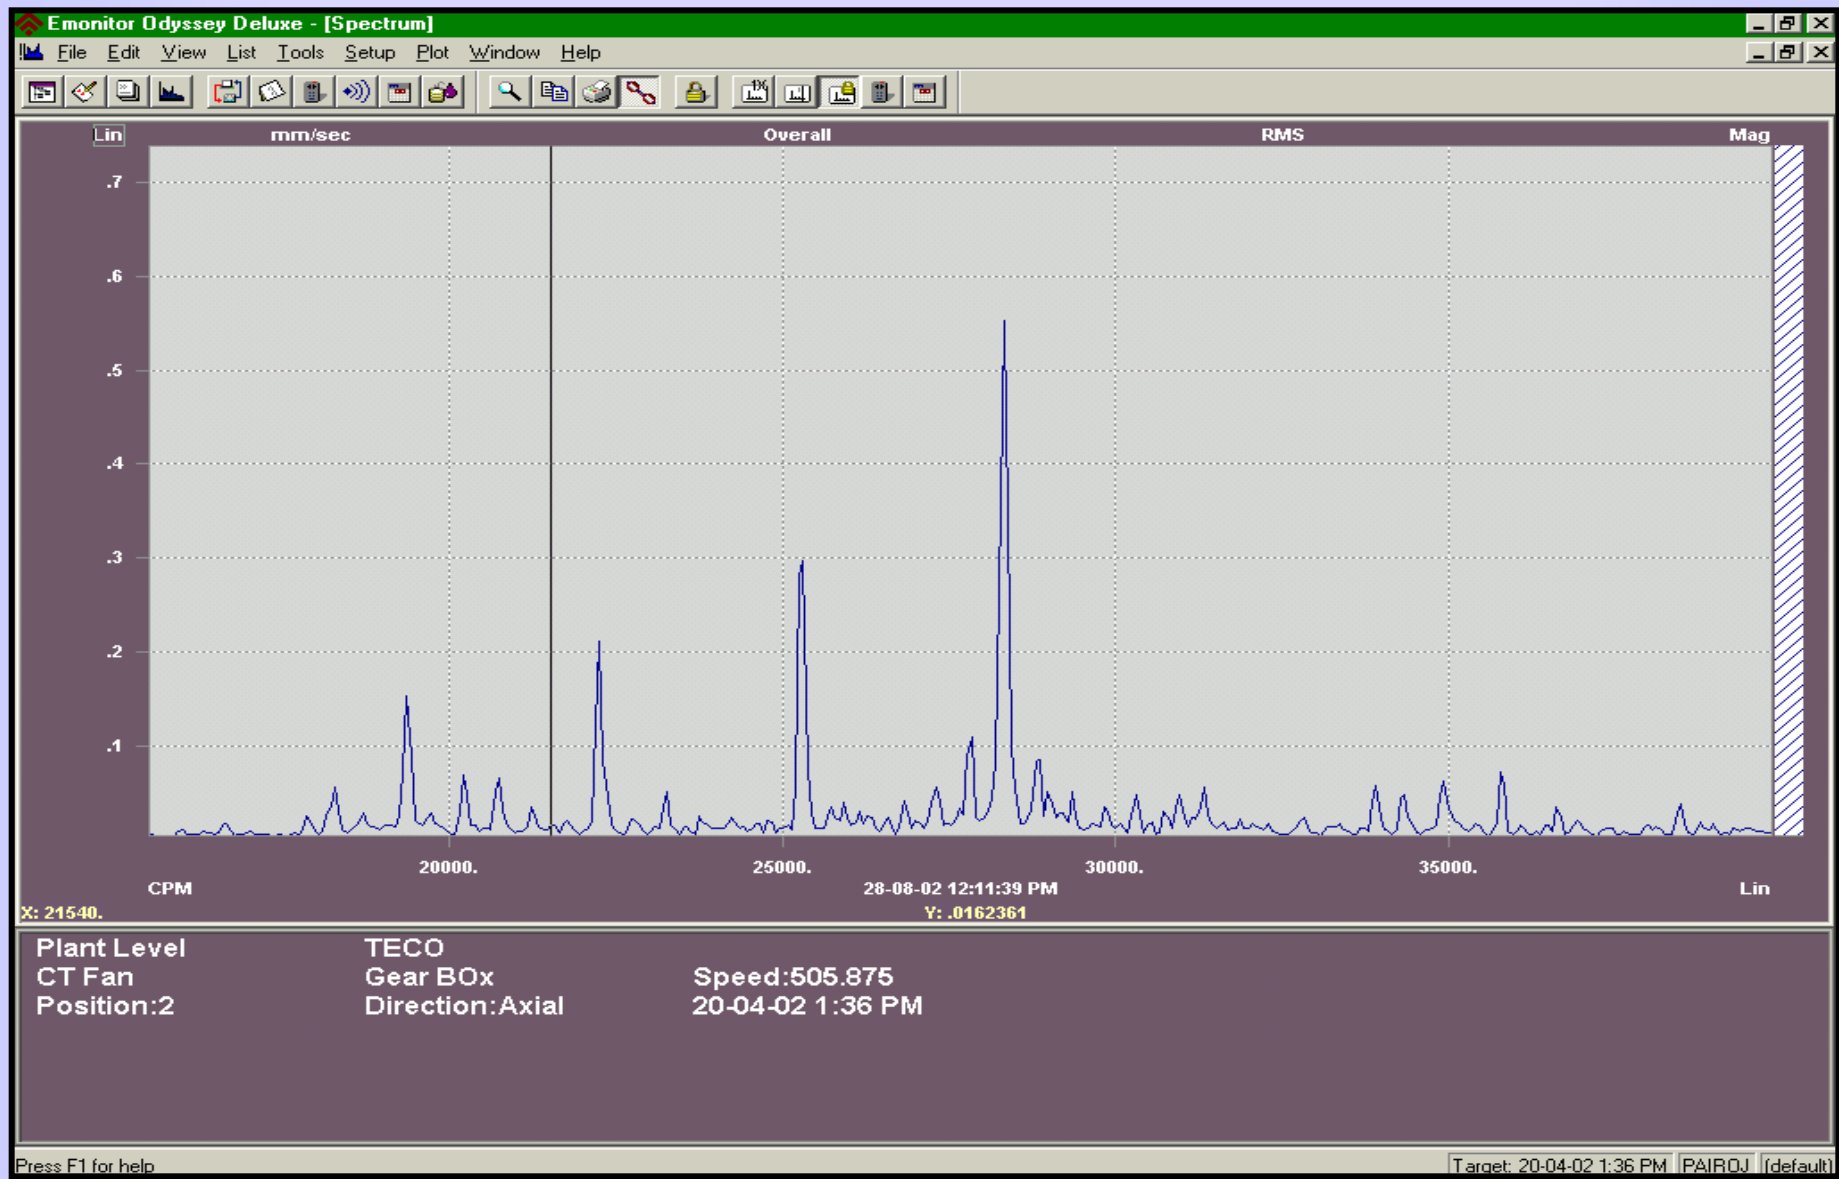 Emonitor Odyssey Deluxe - [Spectrum]
File Edit View List Tools Setup Plot Window Help
1X
Lin mm/sec Overall RMS Mag
.7
.6
.5
.4
.3
.2
.1
20000. 25000. 30000. 35000.
CPM 28-08-02 12:11:39 PM Lin
X: 21540. Y: .0162361
Plant Level TECO
CT Fan Gear BOx Speed:505.875
Position:2 Direction:Axial 20-04-02 1:36 PM
Press F1 for help Target: 20-04-02 1:36 PM PAIROJ (default)